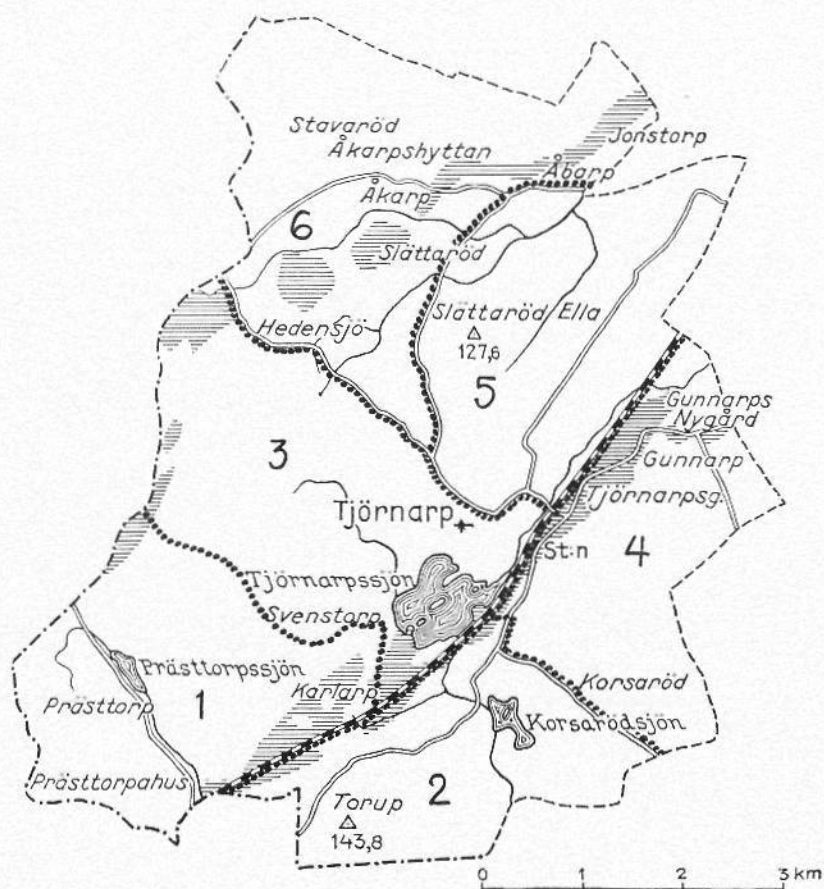 Stavaröd
Åkarpshyttan
Jonstorp
Åbarp
Åkarp
6
Slättaröd
Hedensjö
Slättaröd Ella
127,6
5
Gunnarps
Nygård
3
Gunnarp
Tjörnarpsg.
Tjörnarp
St:n
4
Tjörnarpssjön
Svenstorp
Prästtorpssjön
Karlarp
Korsaröd
Prästtorp
1
Korsarödsjön
Prästtorpahus
2
Torup
143,8
0 1 2 3 km